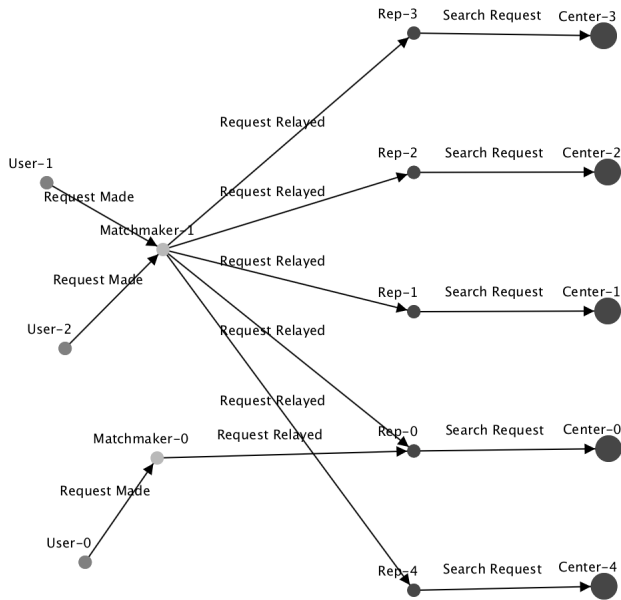 Rep-3
Search Request
Center-3
Request Relayed
Rep-2
Search Request
Center-2
User-1
Request Made
Request Relayed
Matchmaker-1
Request Relayed
Request Made
Rep-1
Search Request
Center-1
User-2
Request Relayed
Request Relayed
Matchmaker-0
Request Relayed
Rep-0
Search Request
Center-0
Request Made
User-0
Rep-4
Search Request
Center-4